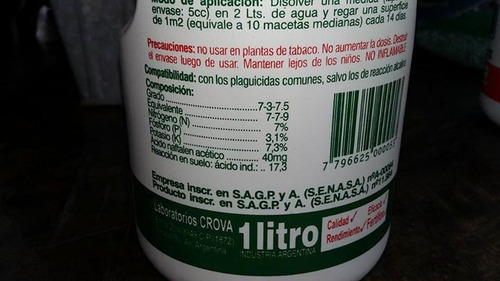 Modo de aplicación: Disolver una medida
envase: 5cc) en 2 Lts. de agua y regar una superficie
de 1m2 (equivale a 10 macetas medianas) cada 14 días.
Precauciones: no usar en plantas de tabaco. No aumentar la dosis. Destruir
el envase luego de usar. Mantener lejos de los niños. NO INFLAMABLE
Compatibilidad: con los plaguicidas comunes, salvo los de reacción alcalina
Composición:
Grado ........ 7-3-7.5
Equivalente ........ 7-7-9
Nitrógeno (N) ........ 7%
Fósforo (P) ........ 3,1%
Potasio (K) ........ 7,3%
Acido naftalen acético ........ 40mg
Reacción en suelo: ácido ind.: .. 17,3
7 796625 000053
Empresa inscr. en S.A.G.P. y A. (S.E.N.A.S.A.)
Producto inscr. en S.A.G.P. y A. (S.E.N.A.S.A.)
Laboratorios CROVA
Argentina
1 litro
INDUSTRIA ARGENTINA
Calidad ✓
Rendimiento ✓
Eficacia ✓